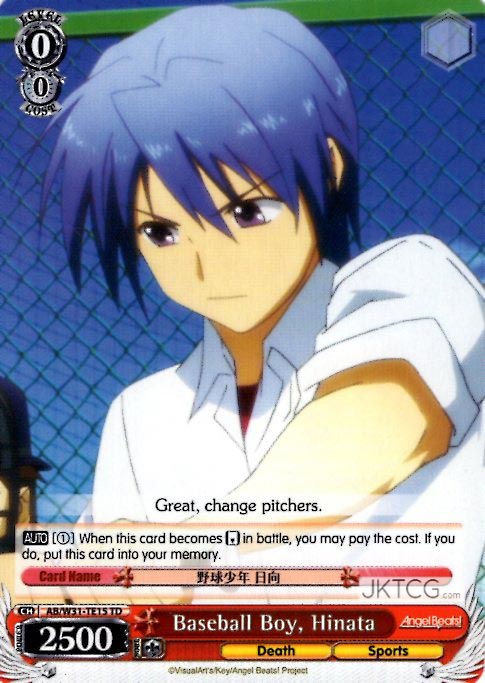 LEVEL
0
0
COST
Great, change pitchers.
AUTO [①] When this card becomes in battle, you may pay the cost. If you
do, put this card into your memory.
Card Name 野球少年 日向
JKTCG.com
CH AB/W31-TE15 TD
POWER 2500 SOUL
Baseball Boy, Hinata
Angel Beats!
Death Sports
©VisualArt's/Key/Angel Beats! Project